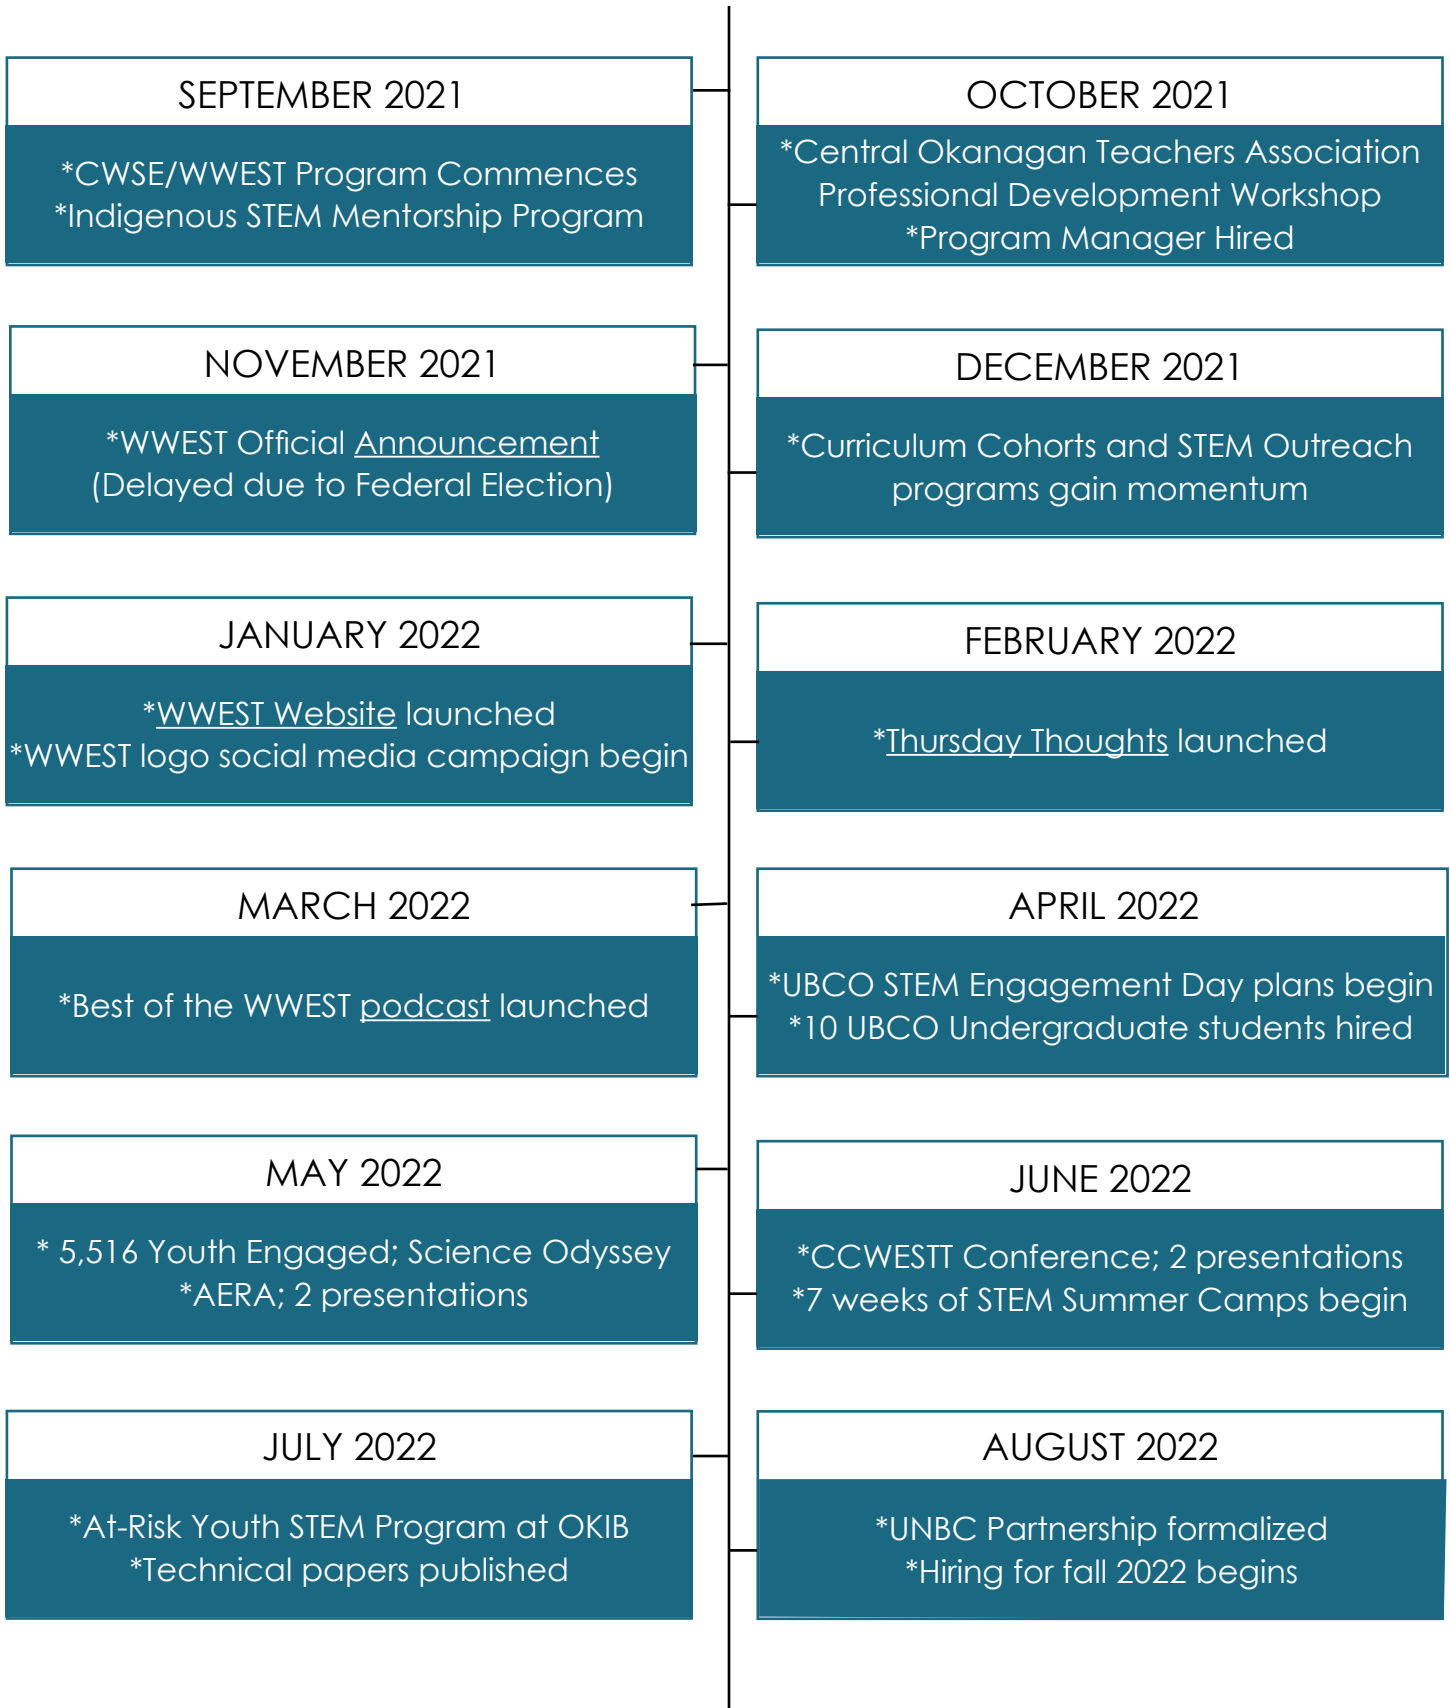 SEPTEMBER 2021
*CWSE/WWEST Program Commences
*Indigenous STEM Mentorship Program
OCTOBER 2021
*Central Okanagan Teachers Association
Professional Development Workshop
*Program Manager Hired
NOVEMBER 2021
*WWEST Official Announcement
(Delayed due to Federal Election)
DECEMBER 2021
*Curriculum Cohorts and STEM Outreach
programs gain momentum
JANUARY 2022
*WWEST Website launched
*WWEST logo social media campaign begin
FEBRUARY 2022
*Thursday Thoughts launched
MARCH 2022
*Best of the WWEST podcast launched
APRIL 2022
*UBCO STEM Engagement Day plans begin
*10 UBCO Undergraduate students hired
MAY 2022
* 5,516 Youth Engaged; Science Odyssey
*AERA; 2 presentations
JUNE 2022
*CCWESTT Conference; 2 presentations
*7 weeks of STEM Summer Camps begin
JULY 2022
*At-Risk Youth STEM Program at OKIB
*Technical papers published
AUGUST 2022
*UNBC Partnership formalized
*Hiring for fall 2022 begins